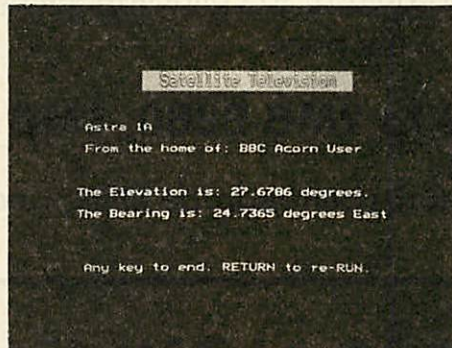 Satellite Television
Astra 1A
From the home of: BBC Acorn User
The Elevation is: 27.6786 degrees.
The Bearing is: 24.7365 degrees East
Any key to end. RETURN to re-RUN.